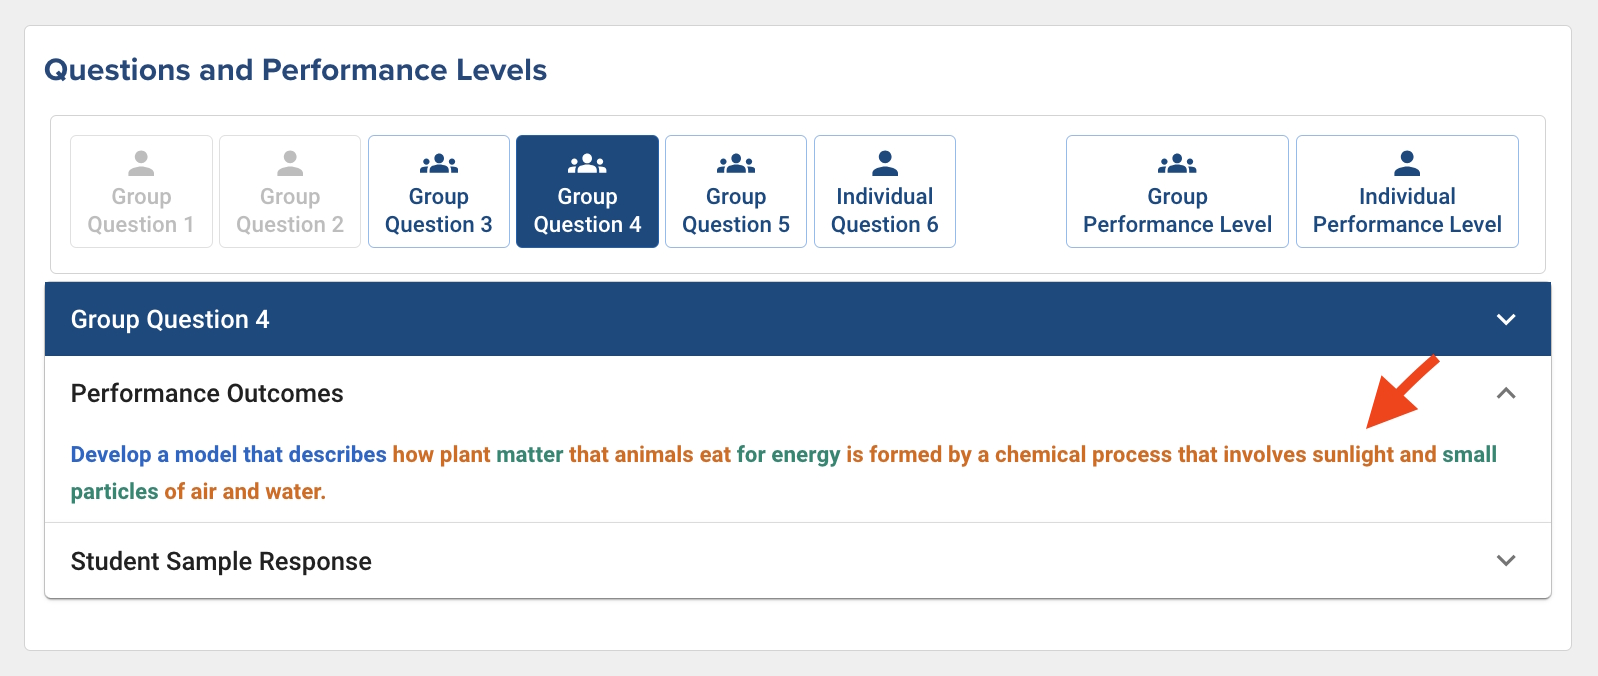 Questions and Performance Levels
Group
Question 1
Group
Question 2
Group
Question 3
Group
Question 4
Group
Question 5
Individual
Question 6
Group
Performance Level
Individual
Performance Level
Group Question 4
Performance Outcomes
Develop a model that describes how plant matter that animals eat for energy is formed by a chemical process that involves sunlight and small
particles of air and water.
Student Sample Response